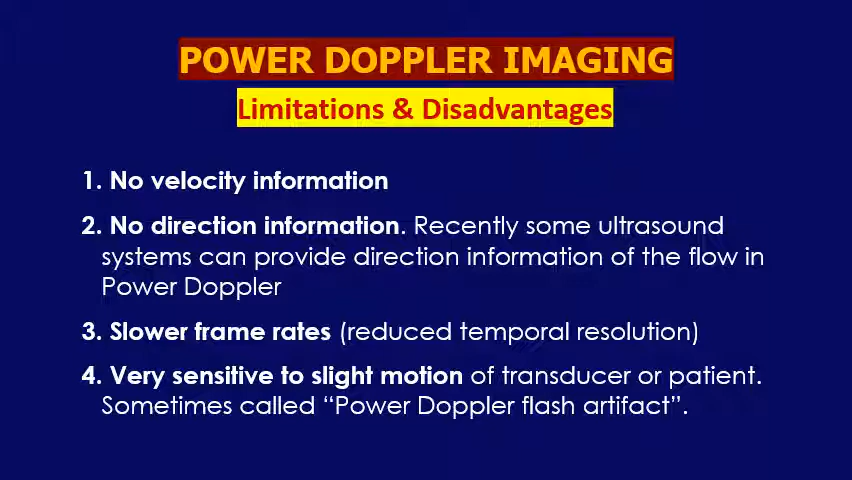 POWER DOPPLER IMAGING
Limitations & Disadvantages
1. No velocity information
2. No direction information. Recently some ultrasound
systems can provide direction information of the flow in
Power Doppler
3. Slower frame rates (reduced temporal resolution)
4. Very sensitive to slight motion of transducer or patient.
Sometimes called “Power Doppler flash artifact”.